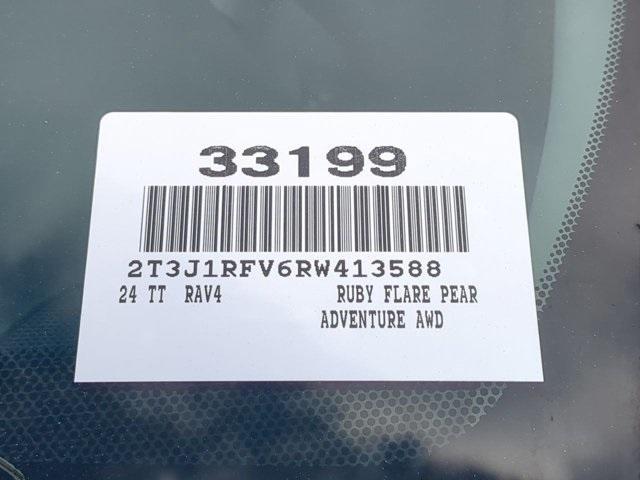 33199
2T3J1RFV6RW413588
24 TT RAV4 RUBY FLARE PEAR
ADVENTURE AWD